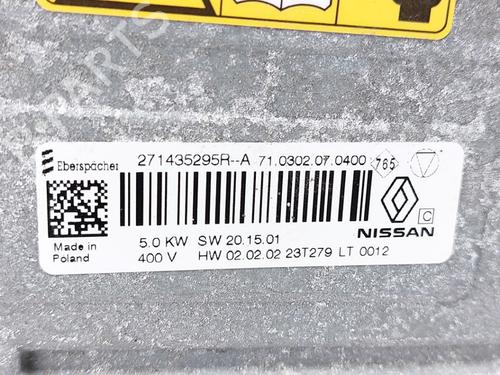 Eberspächer
271435295R--A 71.0302.07.0400 765
Made in
Poland
5.0 KW SW 20.15.01
400 V HW 02.02.02 23T279 LT 0012
C
NISSAN
PARTS